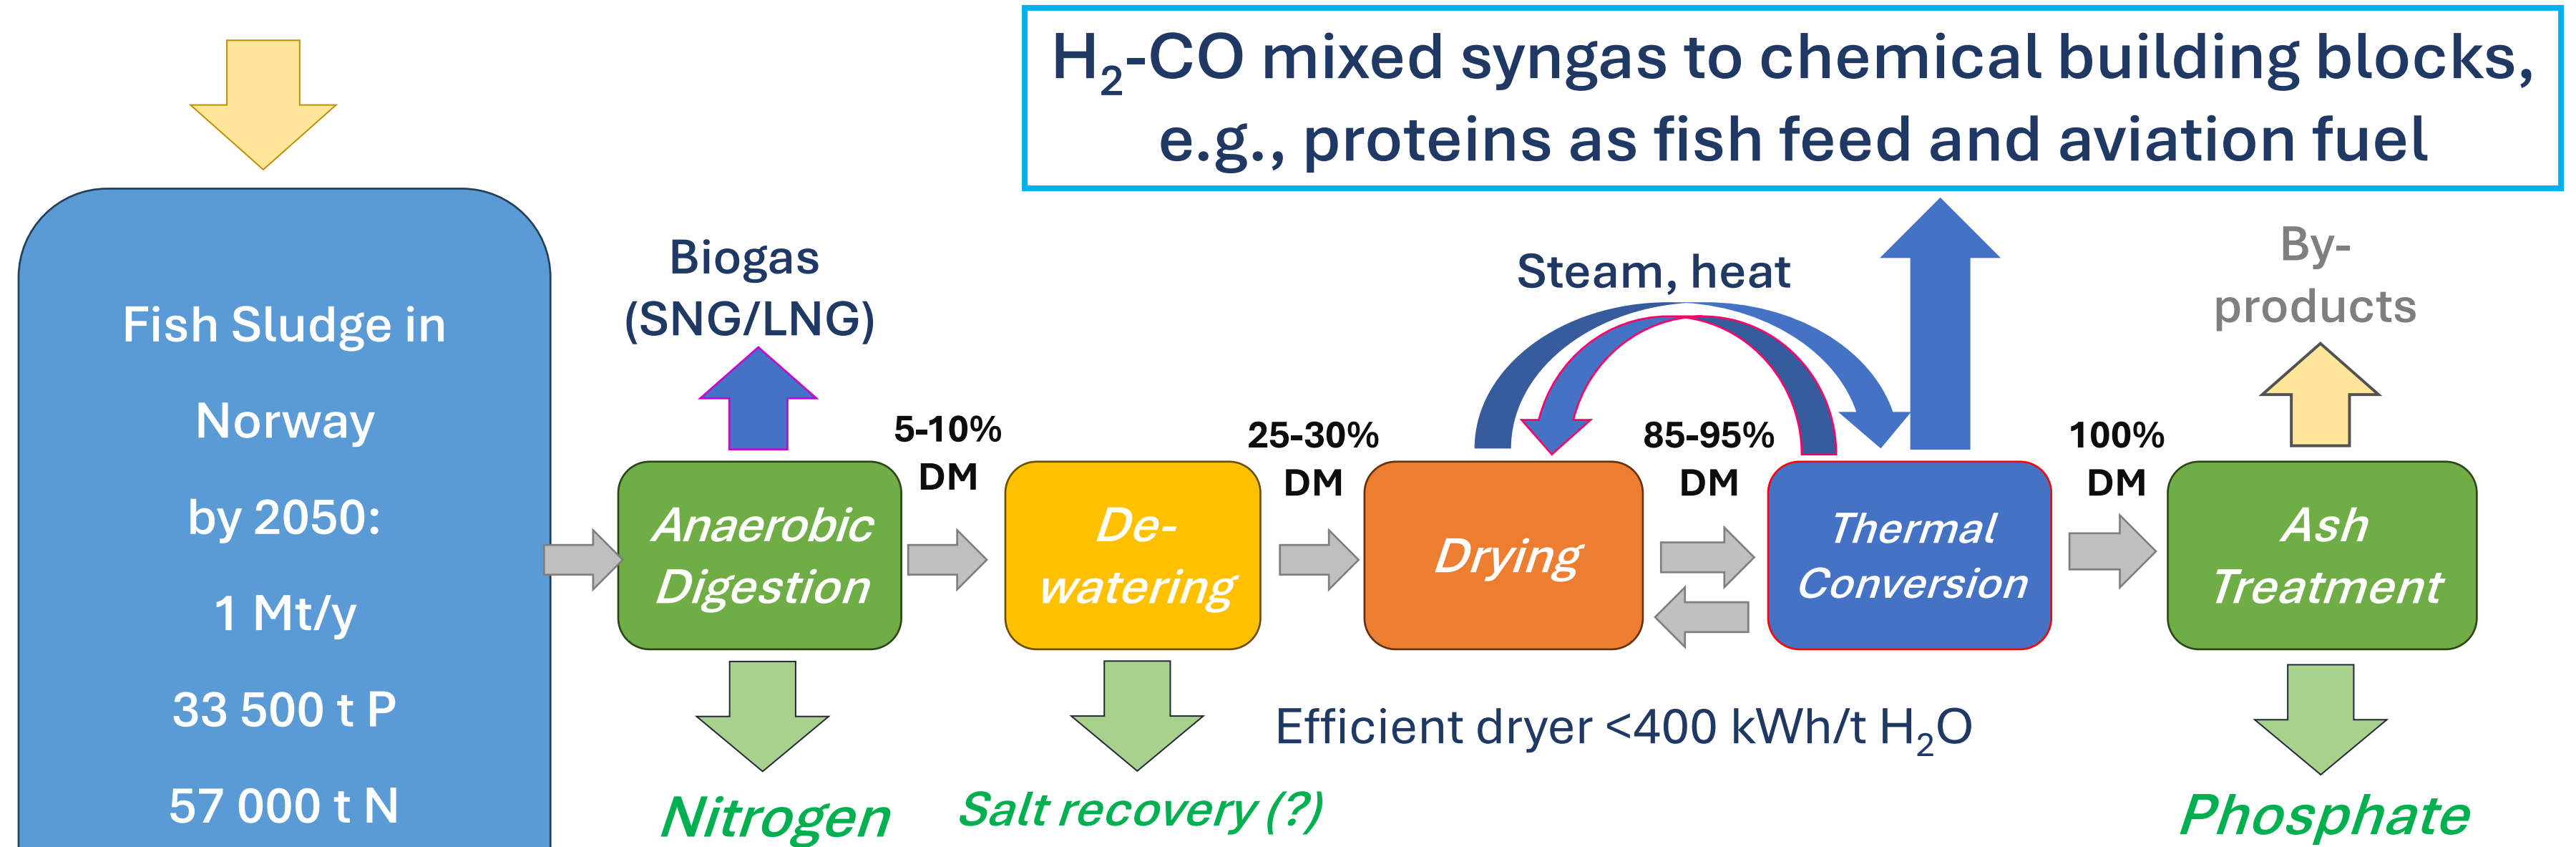 H₂-CO mixed syngas to chemical building blocks,
e.g., proteins as fish feed and aviation fuel
Fish Sludge in
Norway
by 2050:
1 Mt/y
33 500 t P
57 000 t N
Biogas
(SNG/LNG)
Steam, heat
By-
products
5-10%
DM
25-30%
DM
85-95%
DM
100%
DM
Anaerobic
Digestion
De-
watering
Drying
Thermal
Conversion
Ash
Treatment
Efficient dryer <400 kWh/t H₂O
Nitrogen
Salt recovery (?)
Phosphate